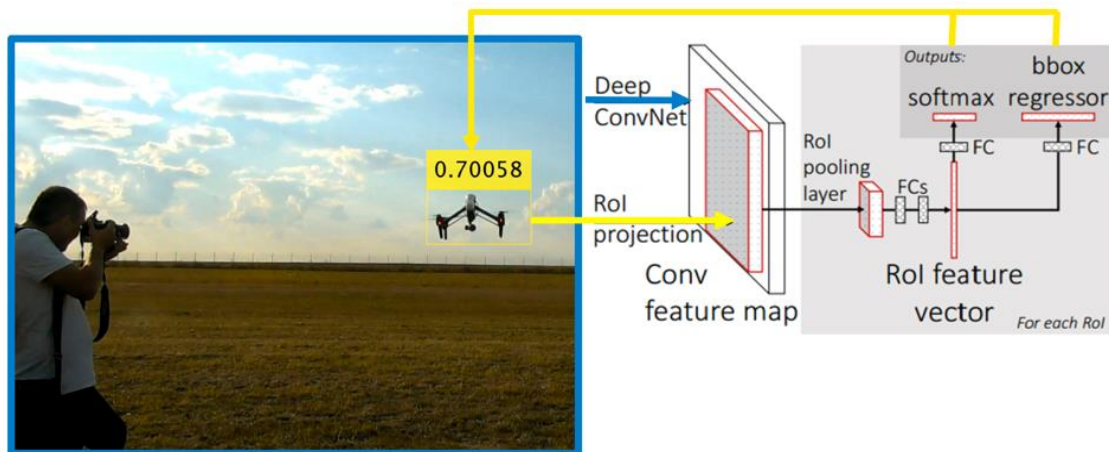 0.70058
Deep
ConvNet
RoI
projection
Conv
feature map
RoI
pooling
layer
FCs
RoI feature
vector
Outputs:
softmax
bbox
regressor
FC
FC
For each RoI